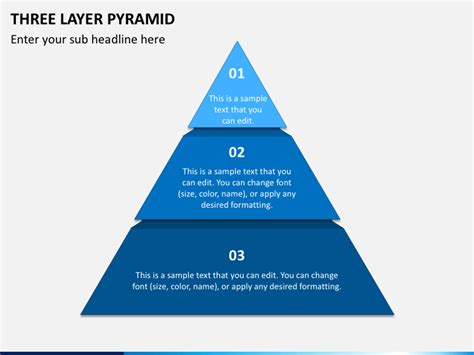 THREE LAYER PYRAMID
Enter your sub headline here
01
This is a sample
text that you
can edit.
02
This is a sample text that you
can edit. You can change font
(size, color, name), or apply any
desired formatting.
03
This is a sample text that you can edit. You can change
font (size, color, name), or apply any desired formatting.